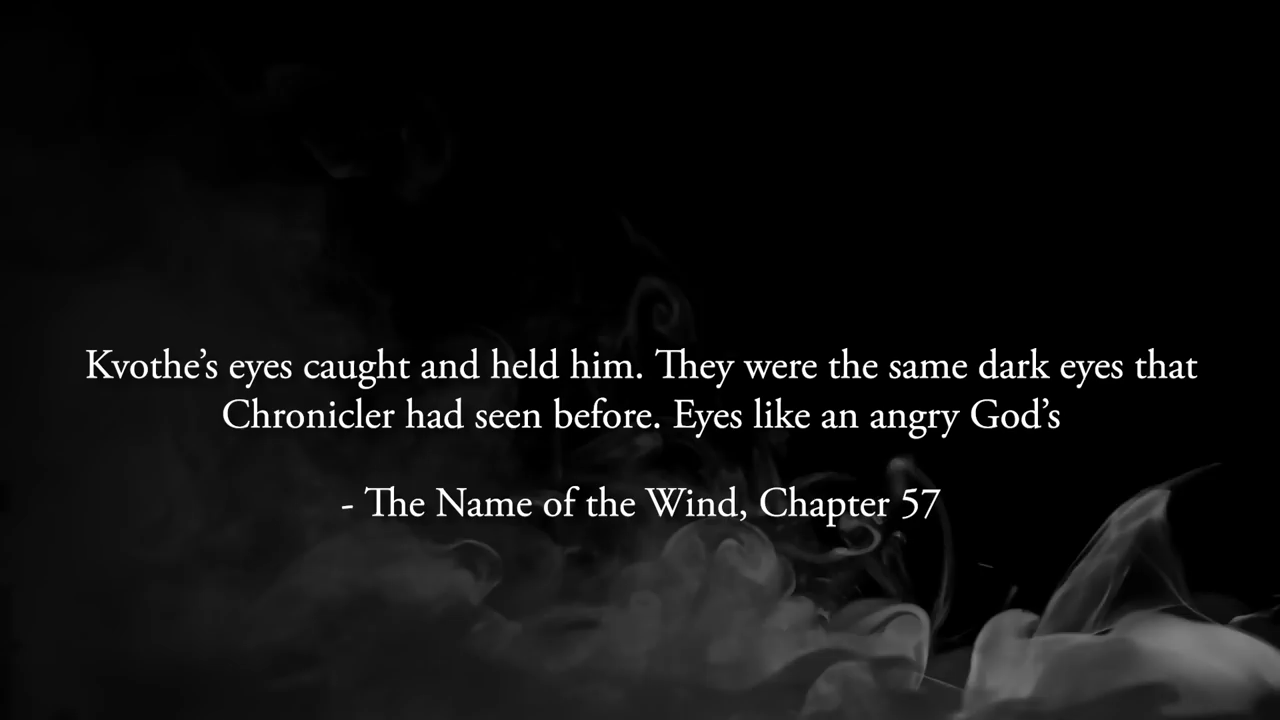 Kvothe’s eyes caught and held him. They were the same dark eyes that
Chronicler had seen before. Eyes like an angry God’s
- The Name of the Wind, Chapter 57